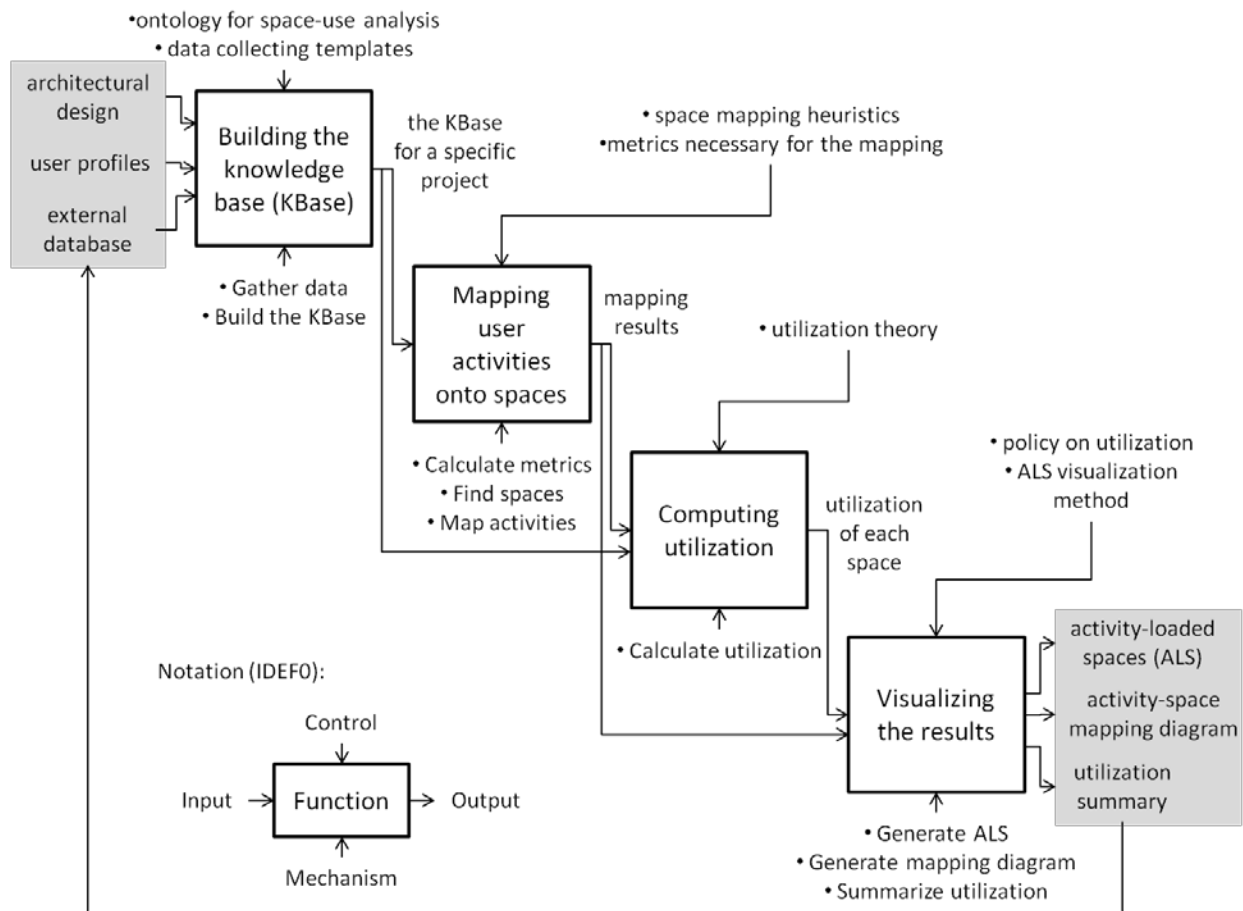 •ontology for space-use analysis
• data collecting templates
architectural
design
user profiles
external
database
Building the
knowledge
base (KBase)
the KBase
for a specific
project
• Gather data
• Build the KBase
• space mapping heuristics
•metrics necessary for the mapping
Mapping
user
activities
onto spaces
mapping
results
• Calculate metrics
• Find spaces
• Map activities
• utilization theory
Computing
utilization
utilization
of each
space
• Calculate utilization
• policy on utilization
• ALS visualization
method
Visualizing
the results
activity-loaded
spaces (ALS)
activity-space
mapping diagram
utilization
summary
• Generate ALS
• Generate mapping diagram
• Summarize utilization
Notation (IDEF0):
Control
Input
Function
Output
Mechanism